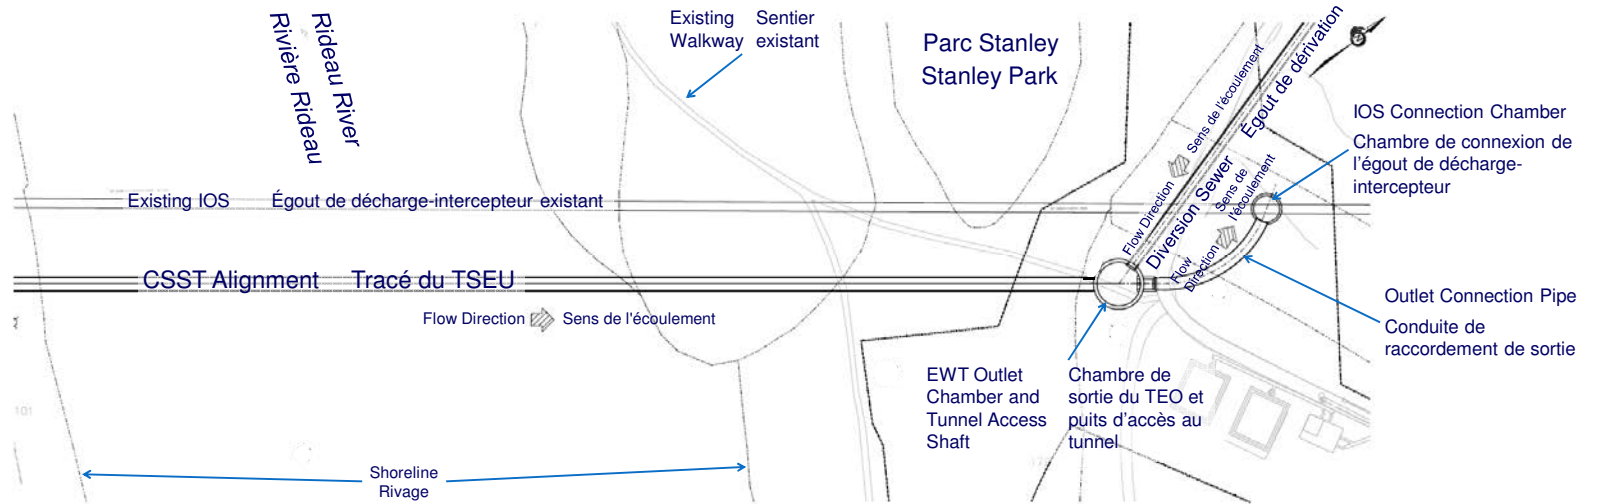 Rideau River
Rivière Rideau
Existing Walkway
Sentier existant
Parc Stanley
Stanley Park
Sens de l'écoulement
Flow Direction
Égout de dérivation
Diversion Sewer
IOS Connection Chamber
Chambre de connexion de
l'égout de décharge-
intercepteur
Existing IOS
Égout de décharge-intercepteur existant
Sens de
l'écoulement
Flow
Direction
CSST Alignment
Tracé du TSEU
Flow Direction
Sens de l'écoulement
Outlet Connection Pipe
Conduite de
raccordement de sortie
EWT Outlet
Chamber and
Tunnel Access
Shaft
Chambre de
sortie du TEO et
puits d'accès au
tunnel
101
Shoreline
Rivage